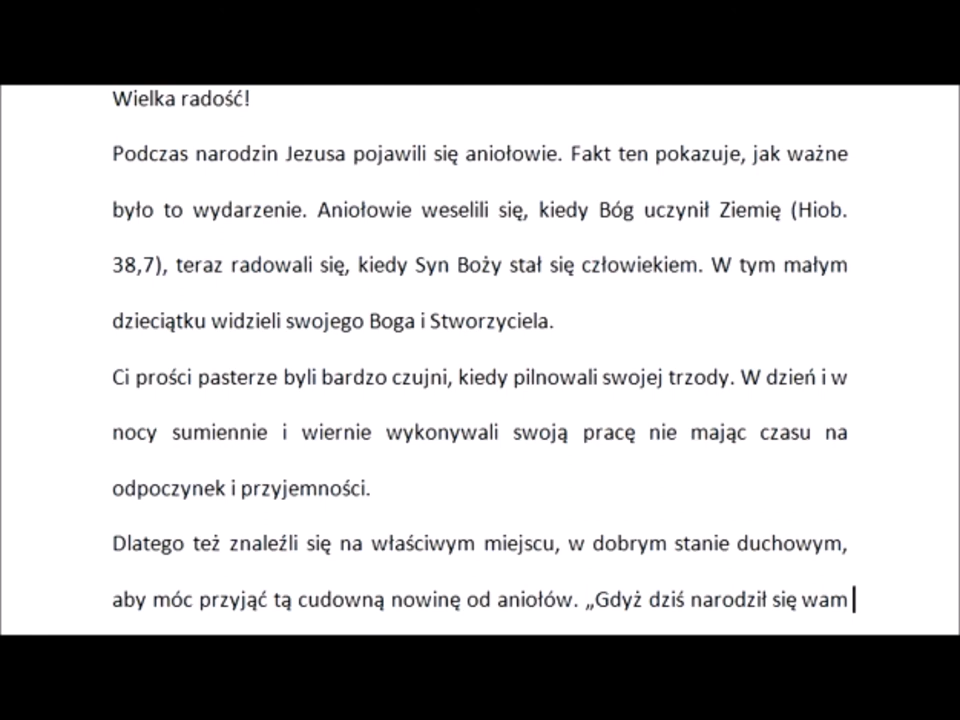 Wielka radość!
Podczas narodzin Jezusa pojawili się aniołowie. Fakt ten pokazuje, jak ważne
było to wydarzenie. Aniołowie weselili się, kiedy Bóg uczynił Ziemię (Hiob.
38,7), teraz radowali się, kiedy Syn Boży stał się człowiekiem. W tym małym
dzieciątku widzieli swojego Boga i Stworzyciela.
Ci prości pasterze byli bardzo czujni, kiedy pilnowali swojej trzody. W dzień i w
nocy sumiennie i wiernie wykonywali swoją pracę nie mając czasu na
odpoczynek i przyjemności.
Dlatego też znaleźli się na właściwym miejscu, w dobrym stanie duchowym,
aby móc przyjąć tą cudowną nowinę od aniołów. „Gdyż dziś narodził się wam